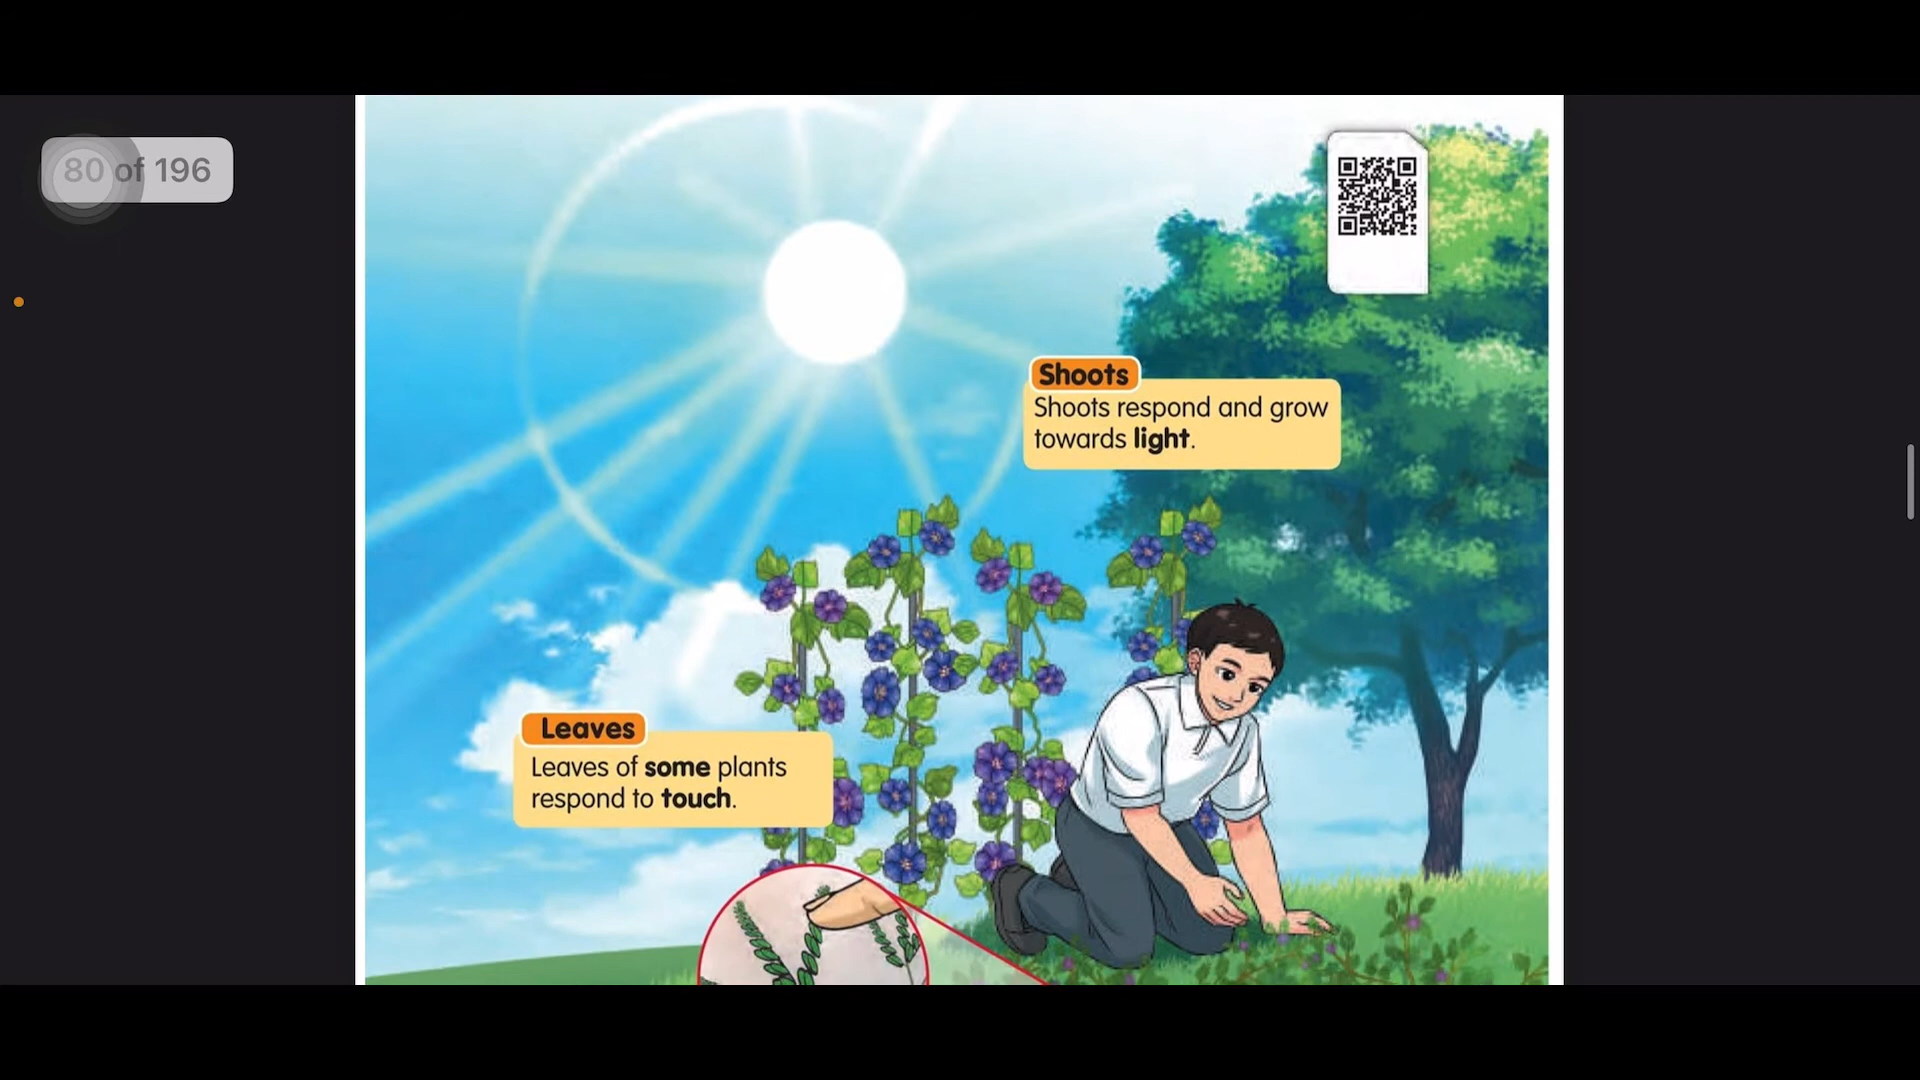 80 of 196
Shoots
Shoots respond and grow
towards light.
Leaves
Leaves of some plants
respond to touch.